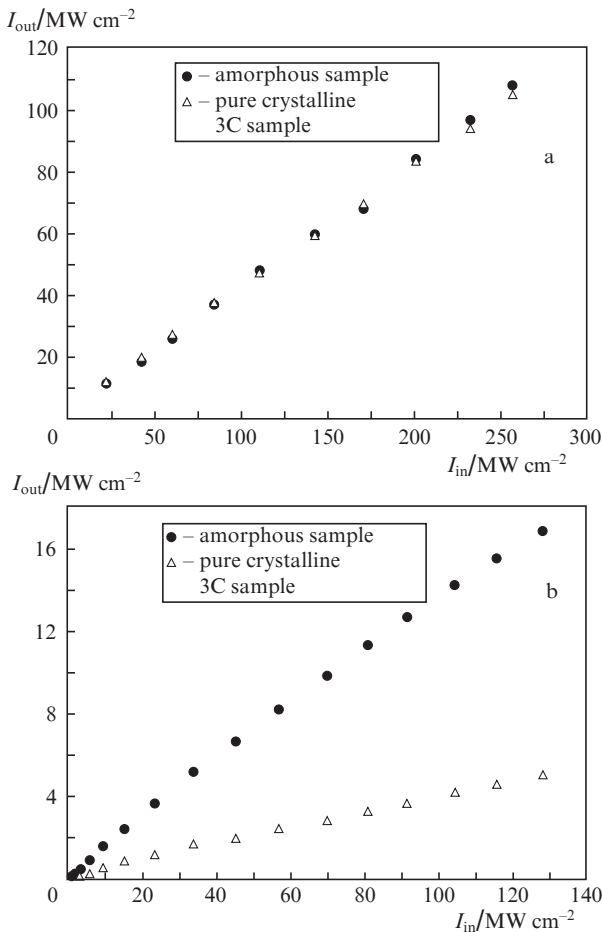 I_out/MW cm⁻²
120
● – amorphous sample
△ – pure crystalline
3C sample
100
a
80
60
40
20
0
50
100
150
200
250
300
I_in/MW cm⁻²
I_out/MW cm⁻²
● – amorphous sample
△ – pure crystalline
3C sample
16
b
12
8
4
0
20
40
60
80
100
120
140
I_in/MW cm⁻²